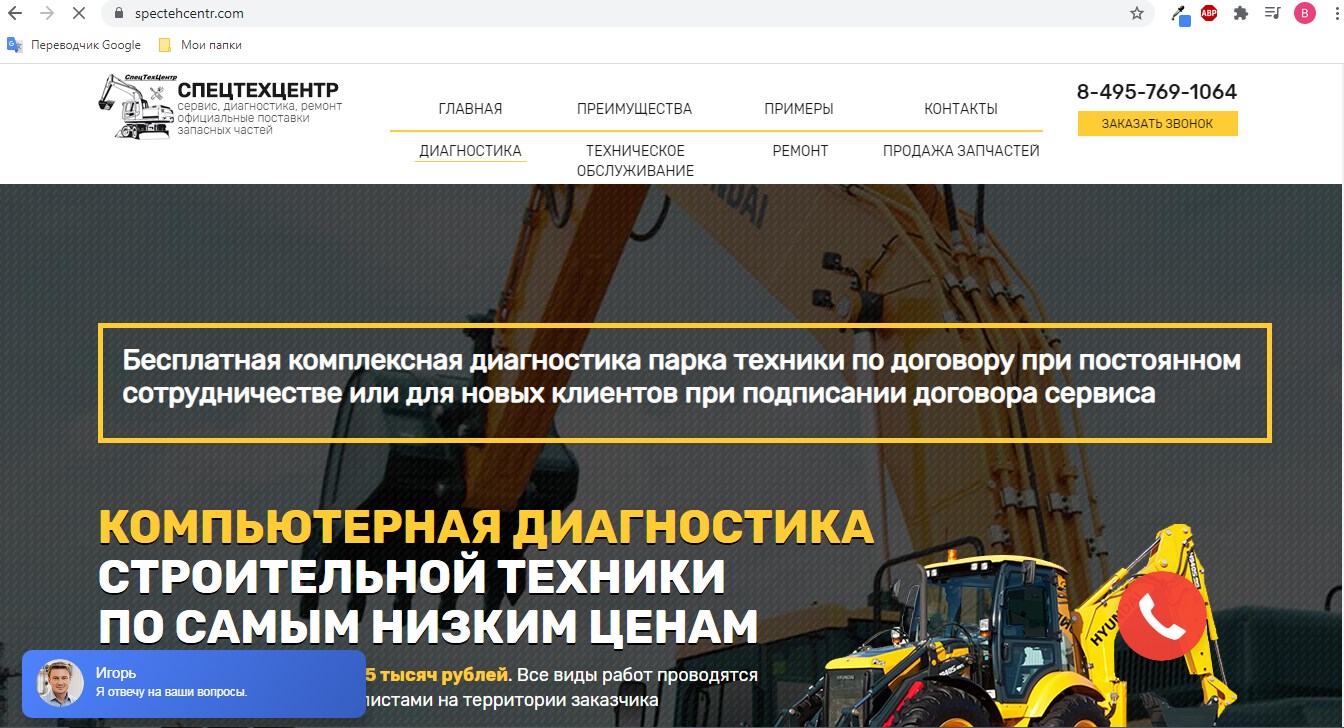 spectehcentr.com
ABP
B
Переводчик Google
Мои папки
СпецТехЦентр
СПЕЦТЕХЦЕНТР
сервис, диагностика, ремонт
официальные поставки
запасных частей
ГЛАВНАЯ
ПРЕИМУЩЕСТВА
ПРИМЕРЫ
КОНТАКТЫ
8-495-769-1064
ЗАКАЗАТЬ ЗВОНОК
ДИАГНОСТИКА
ТЕХНИЧЕСКОЕ
ОБСЛУЖИВАНИЕ
РЕМОНТ
ПРОДАЖА ЗАПЧАСТЕЙ
Бесплатная комплексная диагностика парка техники по договору при постоянном
сотрудничестве или для новых клиентов при подписании договора сервиса
КОМПЬЮТЕРНАЯ ДИАГНОСТИКА
СТРОИТЕЛЬНОЙ ТЕХНИКИ
ПО САМЫМ НИЗКИМ ЦЕНАМ
5 тысяч рублей. Все виды работ проводятся
листами на территории заказчика
Игорь
Я отвечу на ваши вопросы.